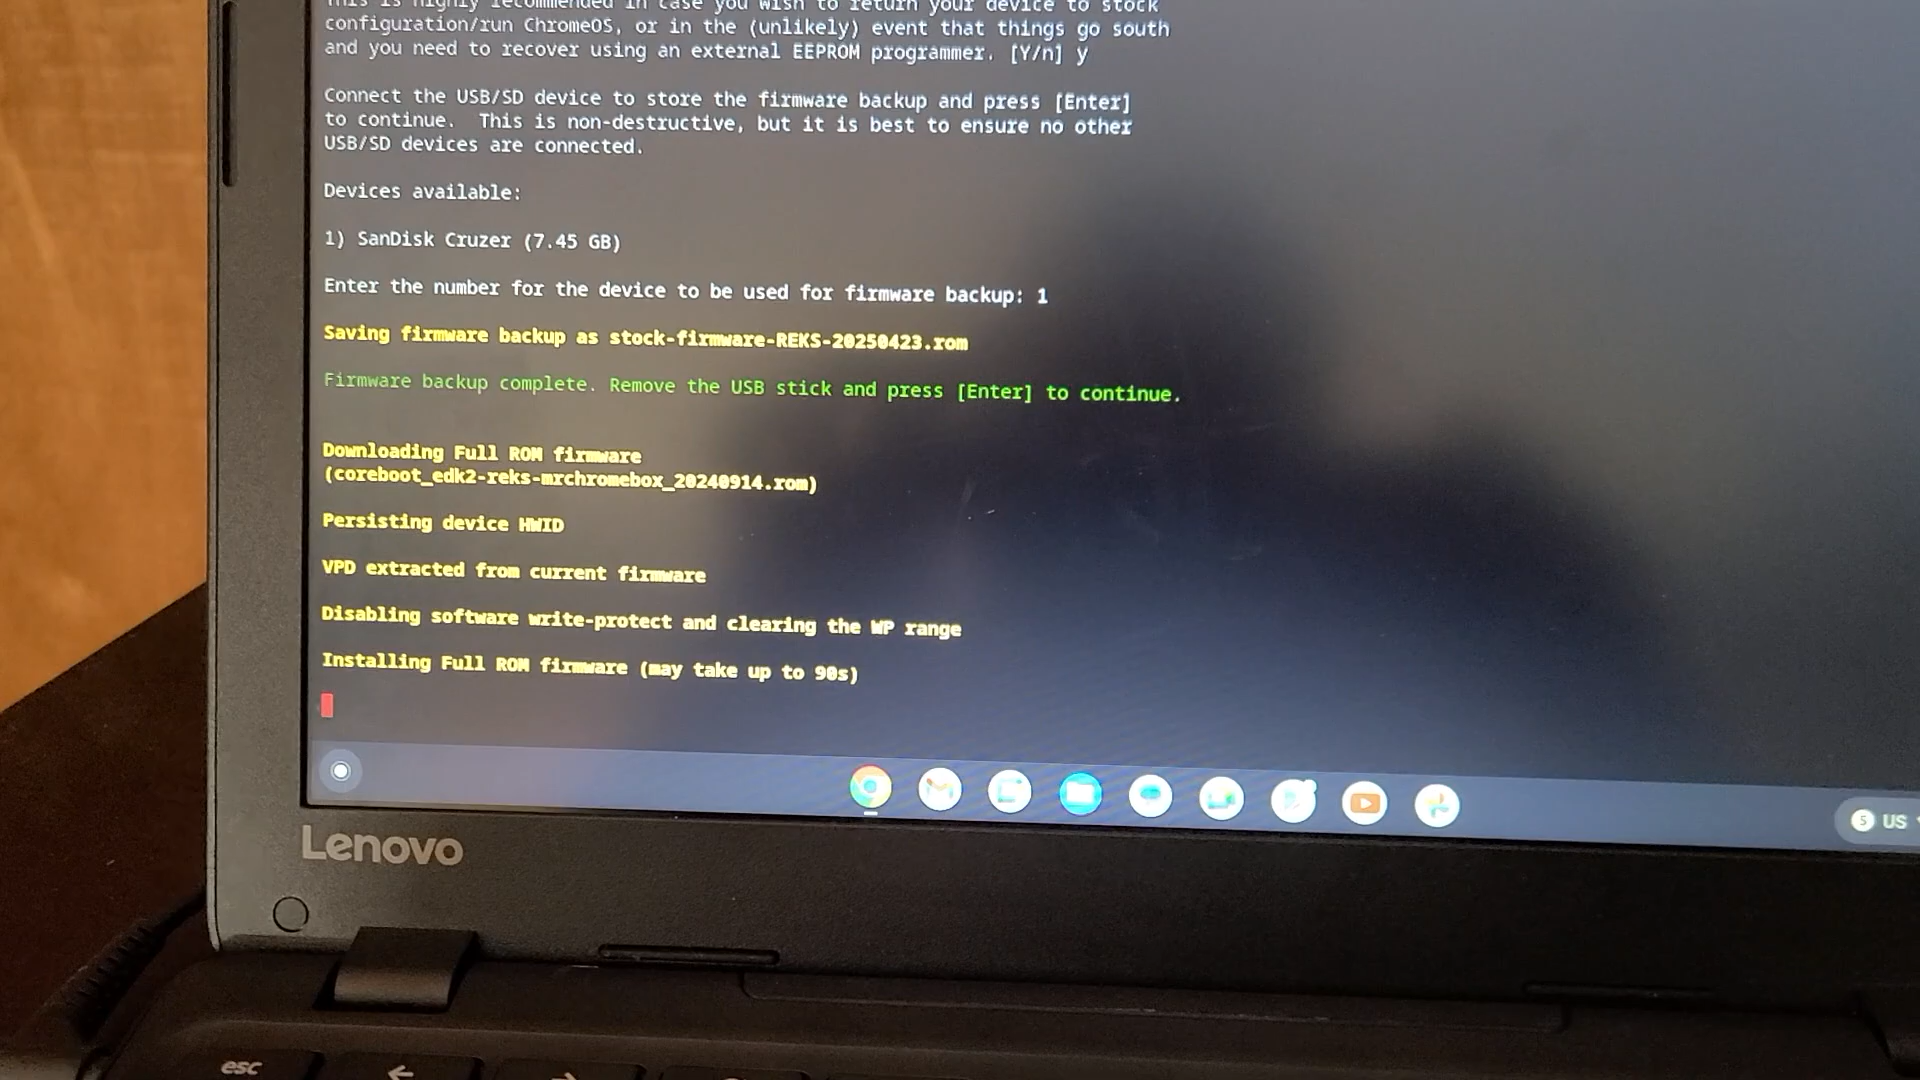 This is highly recommended in case you wish to return your device to stock
configuration/run ChromeOS, or in the (unlikely) event that things go south
and you need to recover using an external EEPROM programmer. [Y/n] y
Connect the USB/SD device to store the firmware backup and press [Enter]
to continue.  This is non-destructive, but it is best to ensure no other
USB/SD devices are connected.
Devices available:
1) SanDisk Cruzer (7.45 GB)
Enter the number for the device to be used for firmware backup: 1
Saving firmware backup as stock-firmware-REKS-20250423.rom
Firmware backup complete. Remove the USB stick and press [Enter] to continue.
Downloading Full ROM firmware
(coreboot_edk2-reks-mrchromebox_20240914.rom)
Persisting device HWID
VPD extracted from current firmware
Disabling software write-protect and clearing the WP range
Installing Full ROM firmware (may take up to 90s)
5 US
Lenovo
esc